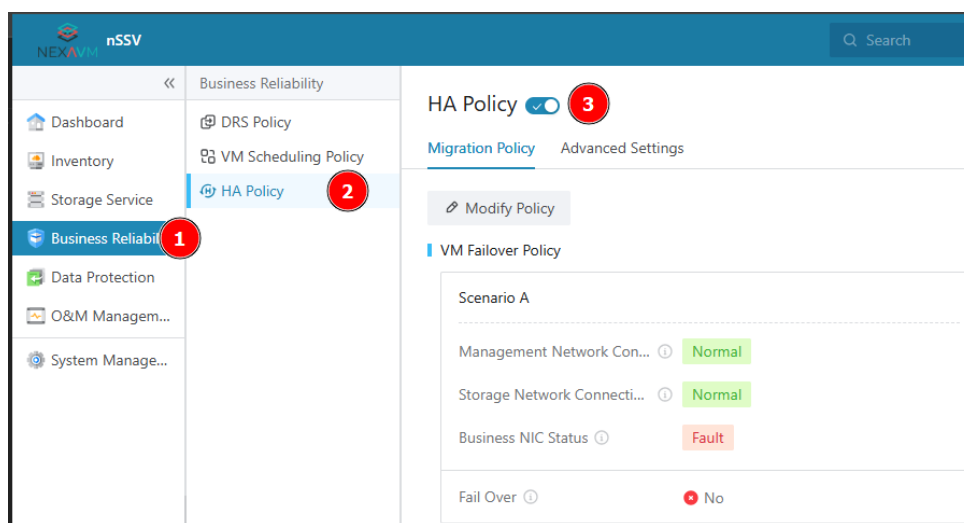 NEXAVM
nSSV
Search
Dashboard
Inventory
Storage Service
Business Reliabil
1
Data Protection
O&M Managem...
System Manage...
Business Reliability
DRS Policy
VM Scheduling Policy
HA Policy
2
HA Policy
3
Migration Policy
Advanced Settings
Modify Policy
VM Failover Policy
Scenario A
Management Network Con... Normal
Storage Network Connecti... Normal
Business NIC Status Fault
Fail Over No